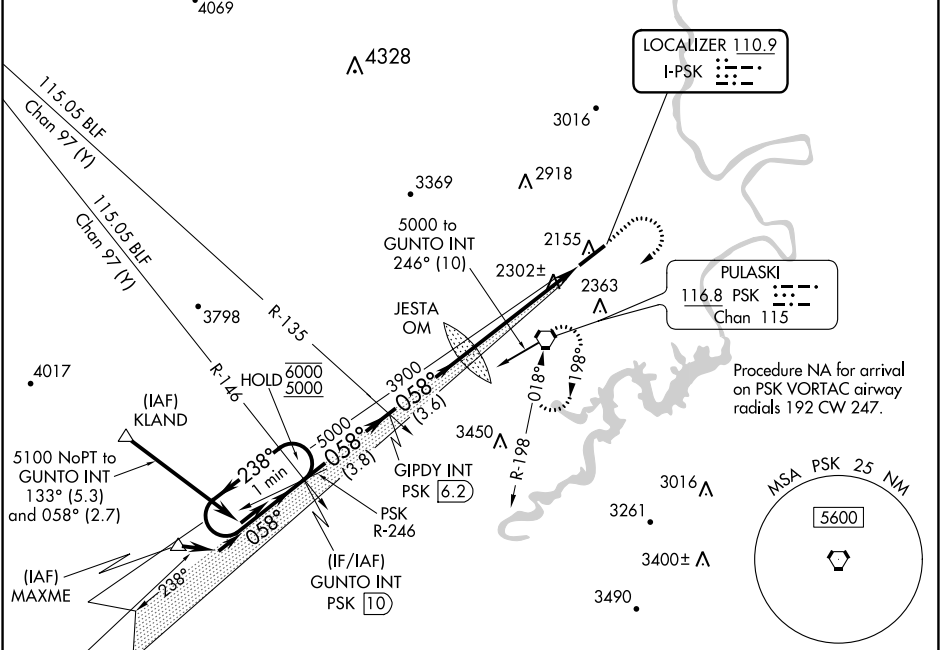 4069
4328
LOCALIZER 110.9
I-PSK
115.05 BLF
Chan 97 (Y)
3016
115.05 BLF
Chan 97 (Y)
3369
2918
5000 to
GUNTO INT
246° (10)
2155
2302±
2363
PULASKI
116.8 PSK
Chan 115
JESTA
OM
3798
R-135
R-146
4017
HOLD 6000
5000
3900
058°
(3.6)
018°
198°
Procedure NA for arrival
on PSK VORTAC airway
radials 192 CW 247.
(IAF)
KLAND
5100 NoPT to
GUNTO INT
133° (5.3)
and 058° (2.7)
238°
1 min
5000
058°
(3.8)
3450
R-198
GIPDY INT
PSK 6.2
058°
PSK
R-246
3016
3261
MSA PSK 25 NM
5600
(IAF)
MAXME
238°
(IF/IAF)
GUNTO INT
PSK 10
3400±
3490